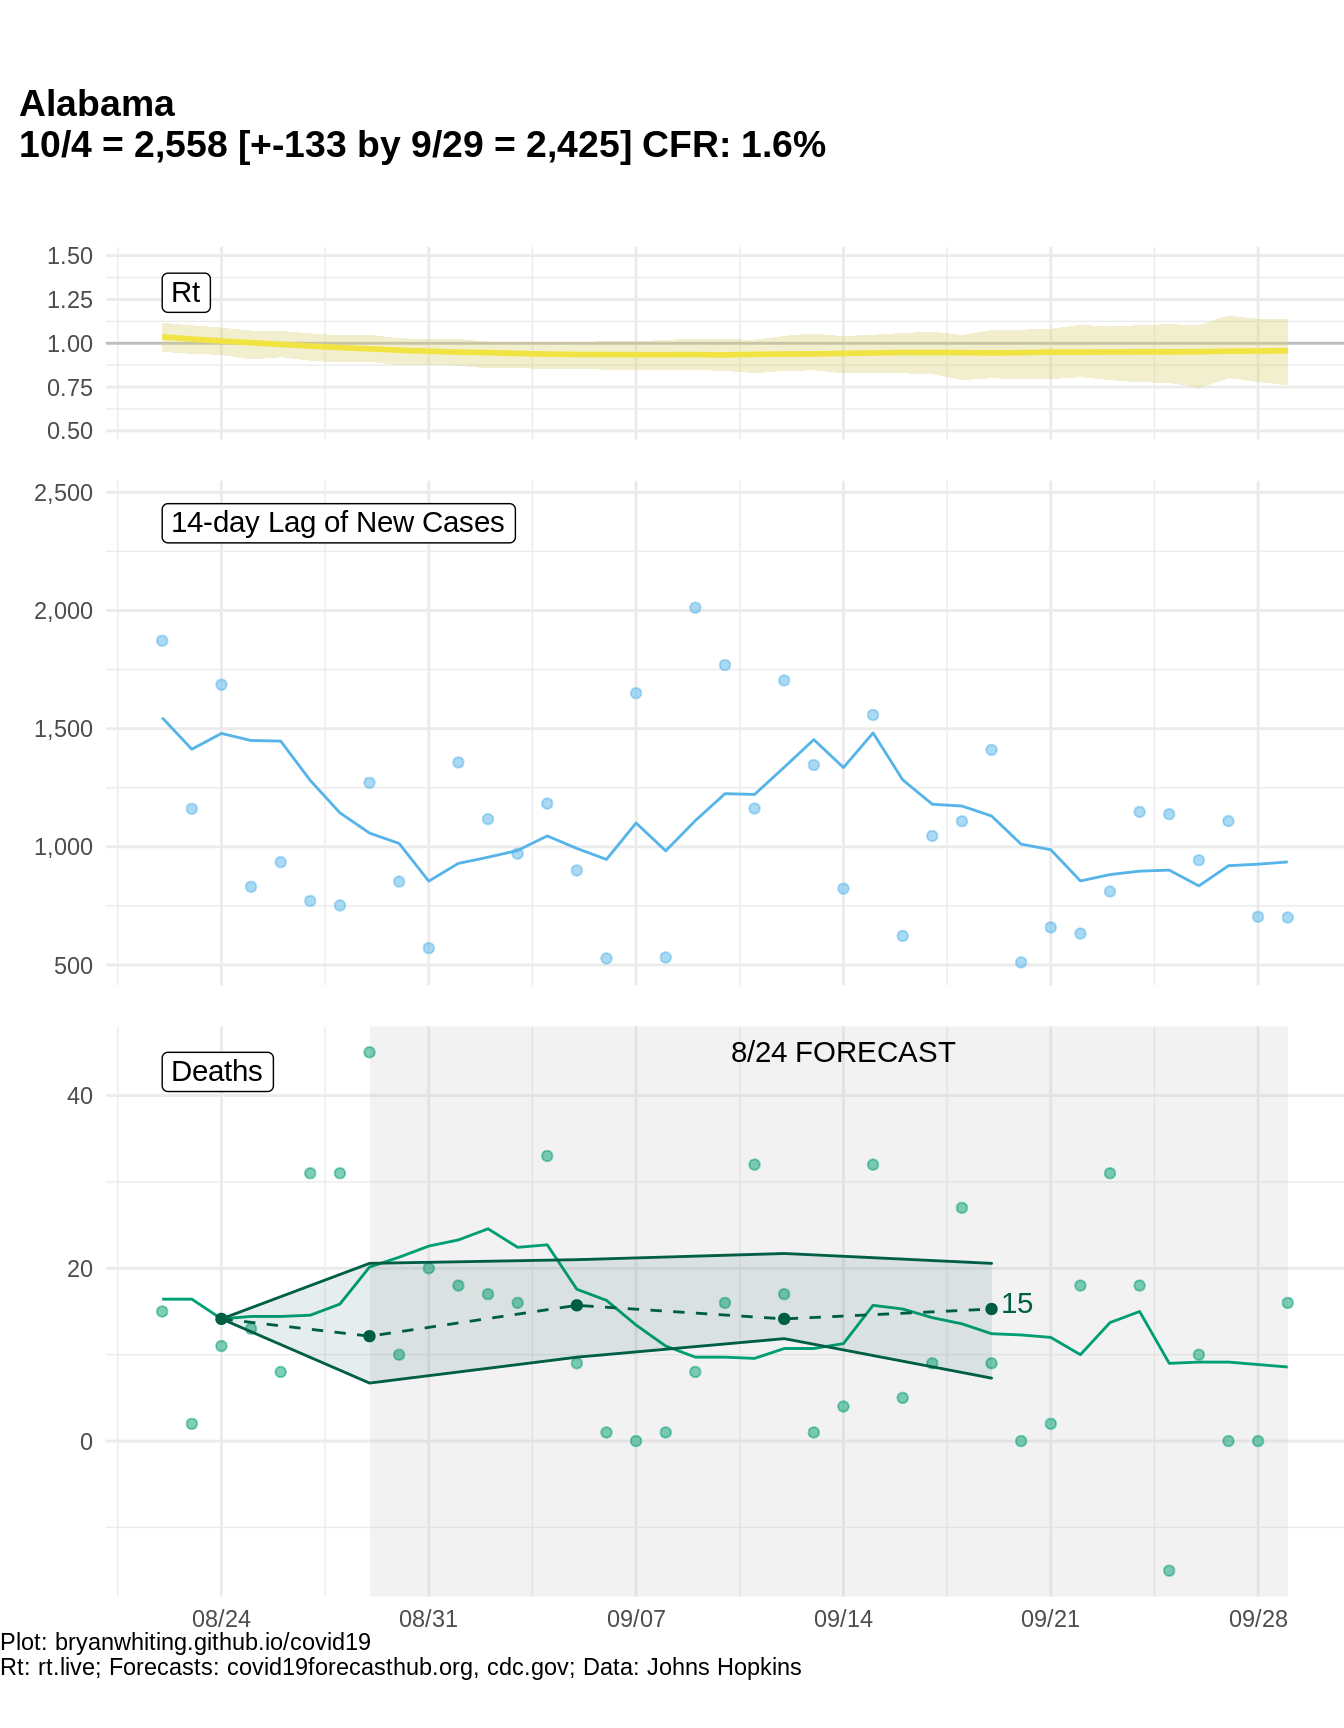 Alabama
10/4 = 2,558 [+-133 by 9/29 = 2,425] CFR: 1.6%
1.50
Rt
1.25
1.00
0.75
0.50
2,500
14-day Lag of New Cases
2,000
1,500
1,000
500
8/24 FORECAST
Deaths
40
20
15
0
08/24 08/31 09/07 09/14 09/21 09/28
Plot: bryanwhiting.github.io/covid19
Rt: rt.live; Forecasts: covid19forecasthub.org, cdc.gov; Data: Johns Hopkins